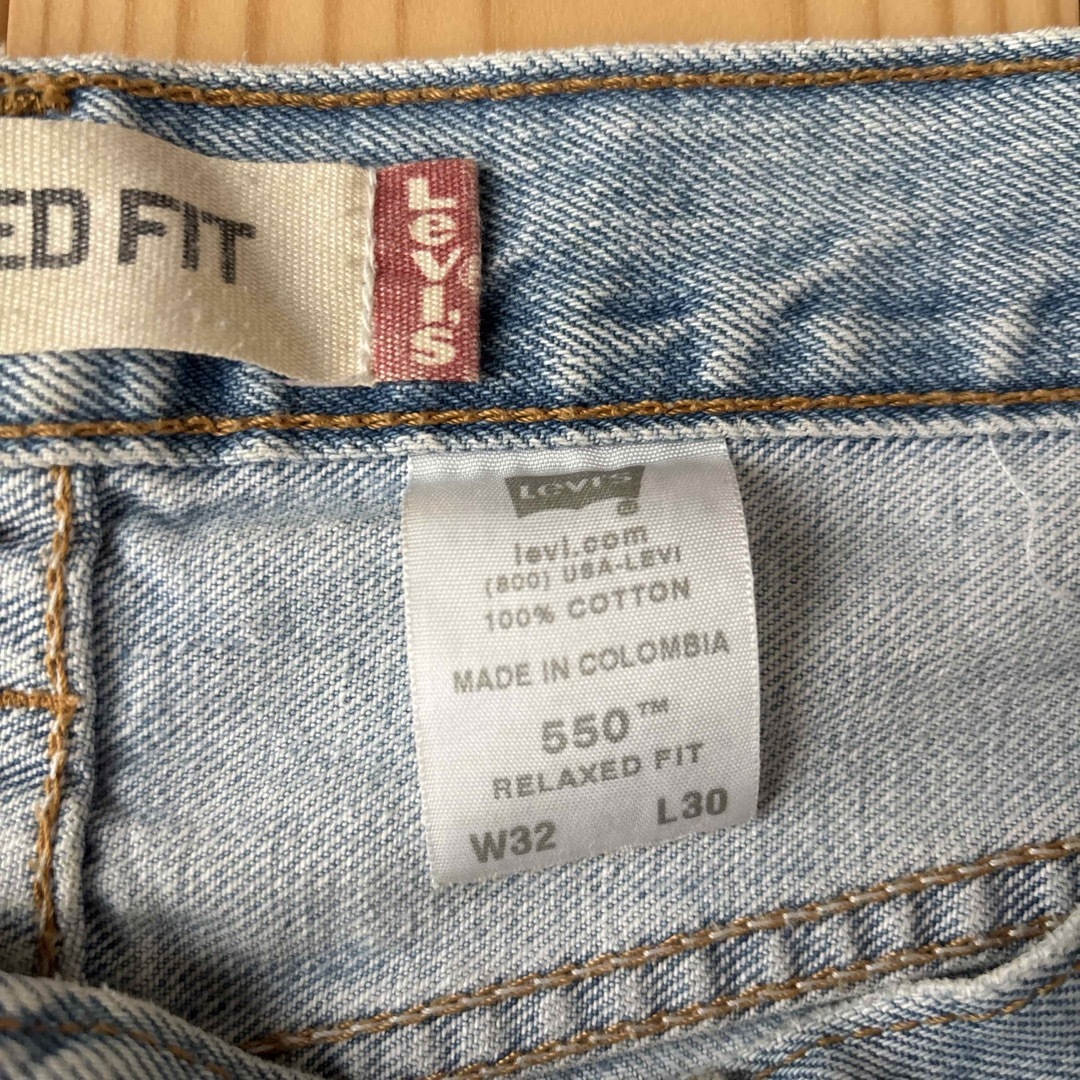 ED FIT
Levi's
Levi's
levi.com
(800) USA-LEVI
100% COTTON
MADE IN COLOMBIA
550™
RELAXED FIT
W32 L30